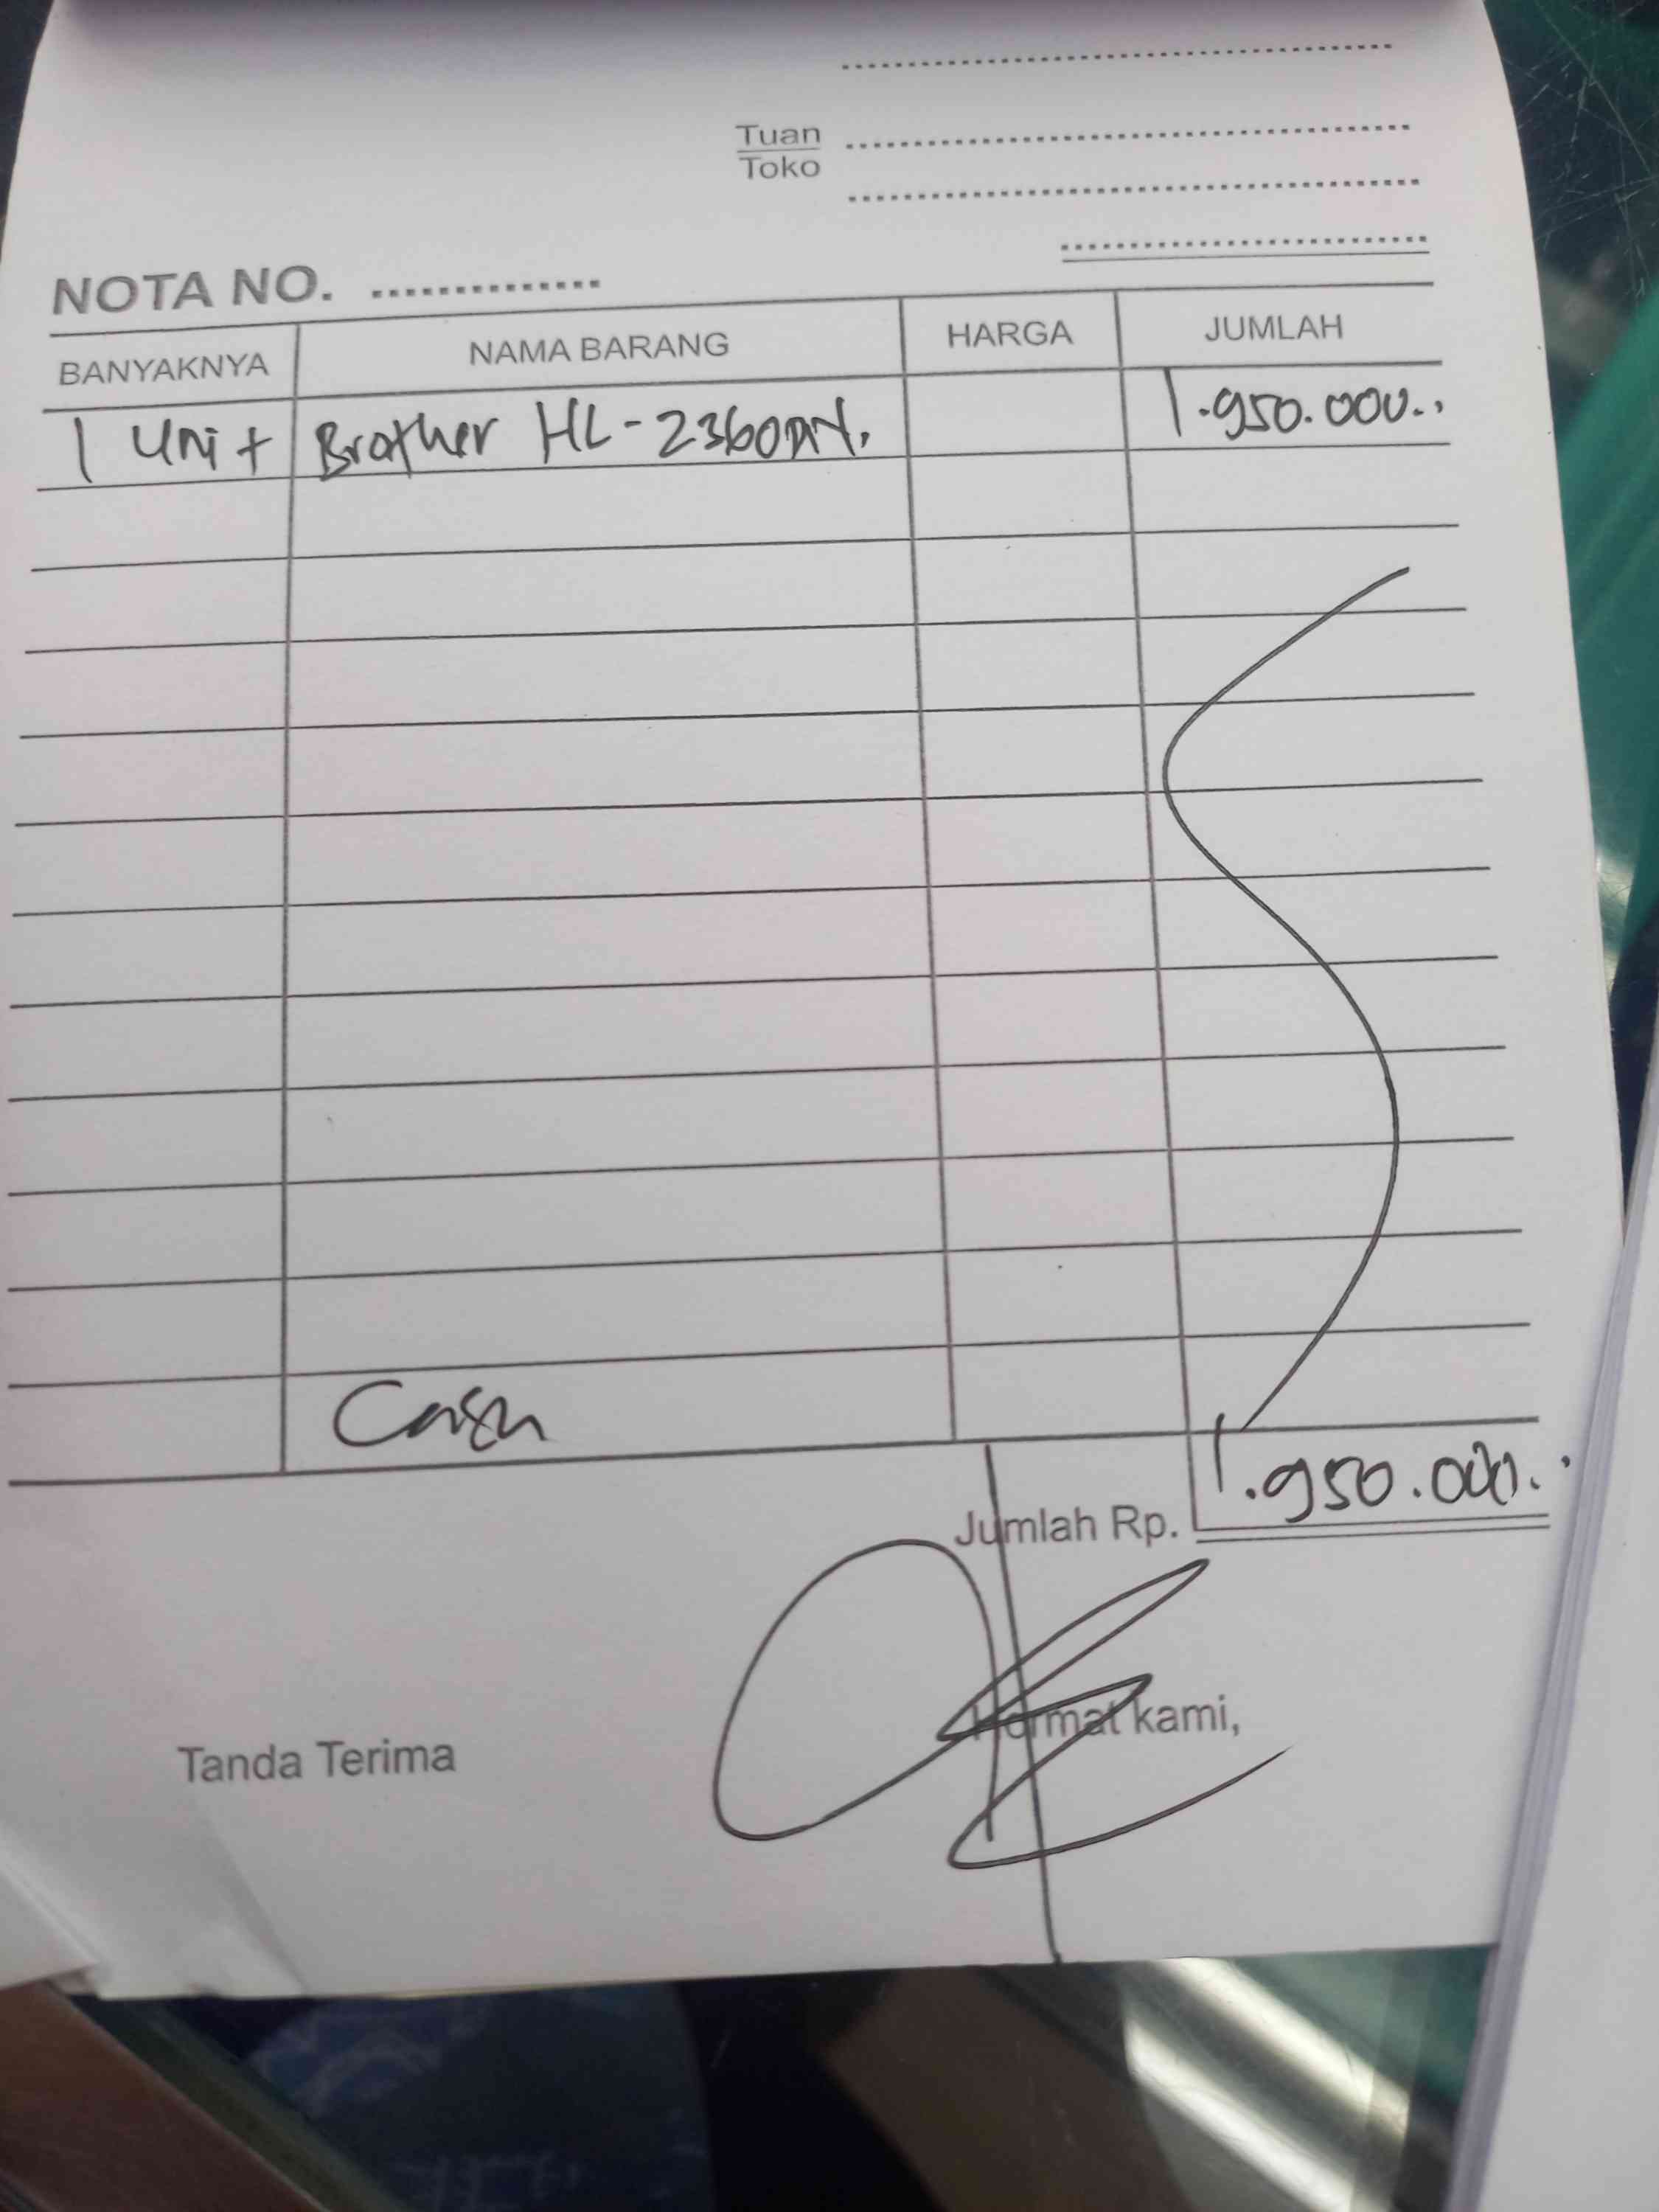 Tuan
Toko
NOTA NO.
BANYAKNYA NAMA BARANG HARGA JUMLAH
1 Unit Brother HL-2360DN. 1.950.000..
Cash
Jumlah Rp. 1.950.000..
Tanda Terima Hormat kami,